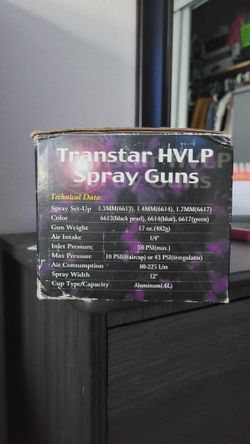 Transtar HVLP
Spray Guns
Technical Data:
Spray Set-Up 1.3MM(6613), 1.4MM(6614), 1.7MM(6617)
Color 6613(black pearl), 6614(blue), 6617(green)
Gun Weight 17 oz.(482g)
Air Intake 1/4"
Inlet Pressure 50 PSI(max.)
Max Pressure 10 PSI(@aircap) or 43 PSI(@regulator)
Air Consumption 80-225 L/m
Spray Width 12"
Cup Type/Capacity Aluminum(.6L)